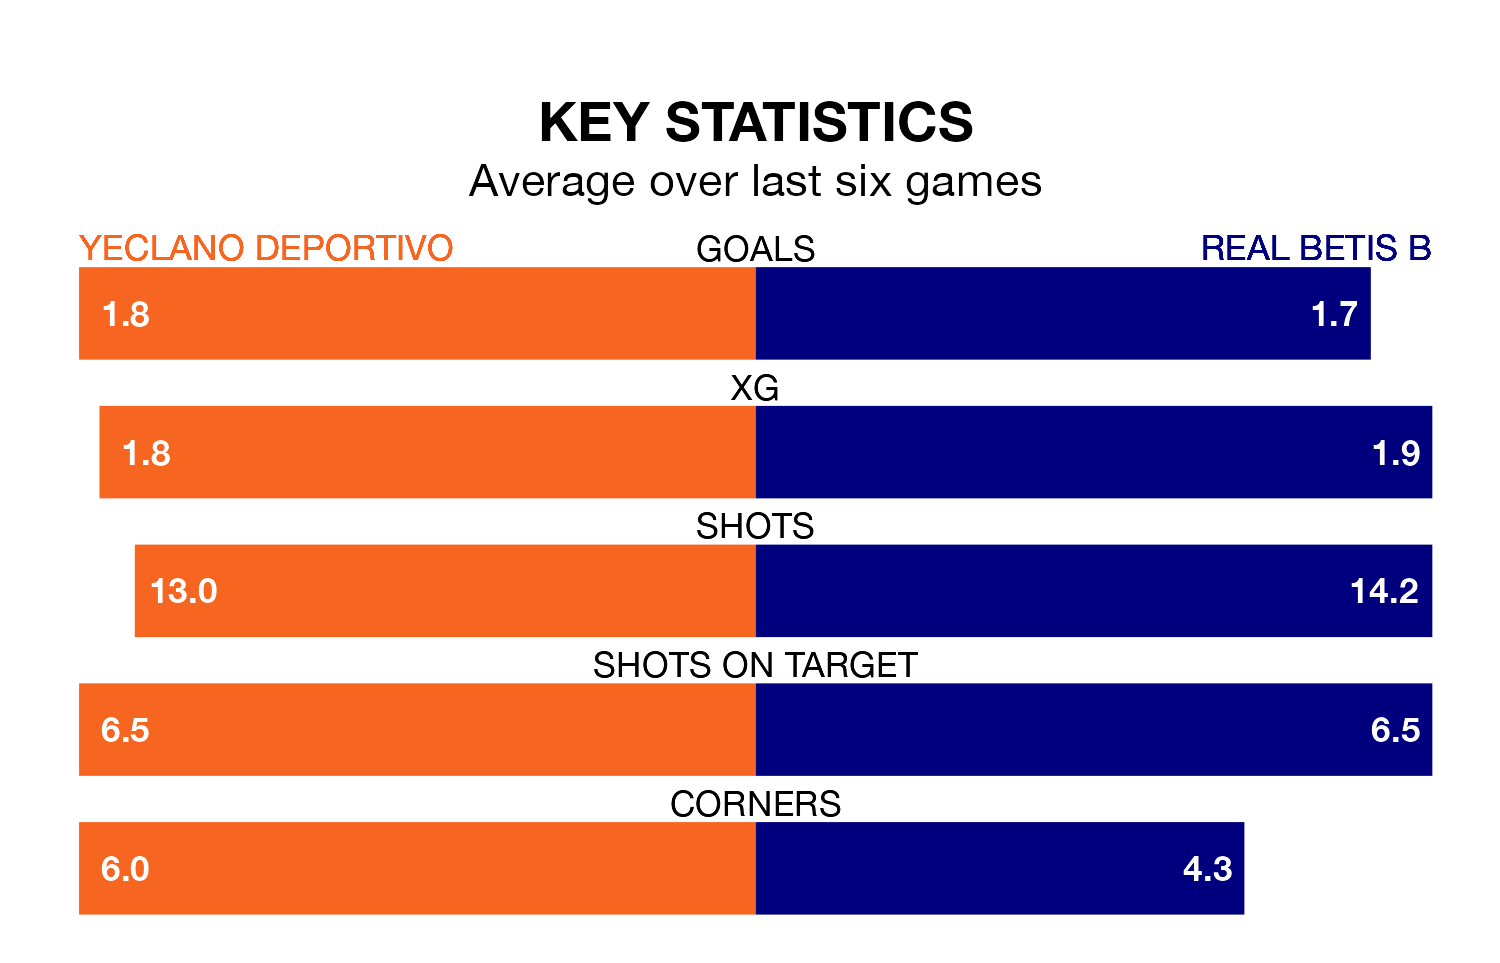 KEY STATISTICS
Average over last six games
YECLANO DEPORTIVO GOALS REAL BETIS B
1.8 1.7
XG
1.8 1.9
SHOTS
13.0 14.2
SHOTS ON TARGET
6.5 6.5
CORNERS
6.0 4.3